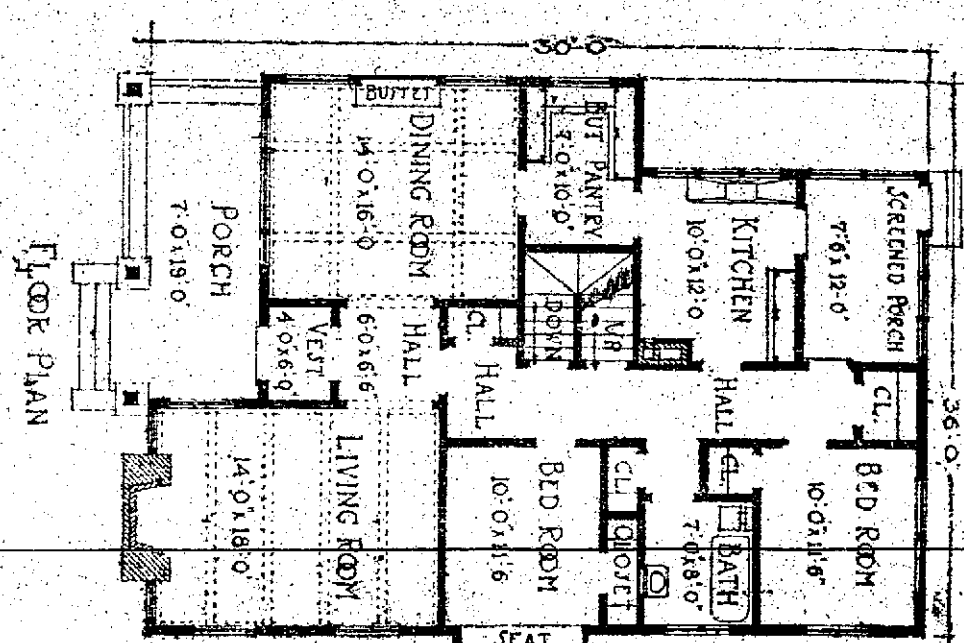 30'-0"
36'-0"
SCREENED PORCH
7'6"x 12'-0"
CL.
BED ROOM
10'-0"x11'-6"
KITCHEN
10'0"x12'-0"
HALL
CL.
BATH
7'-0"x8'-0"
BUT PANTRY
7'-0"x10'-0"
UP
DOWN
CL.
CLOSET
BED ROOM
10'-0"x11'-6"
SEAT
BUFFET
DINING ROOM
14'-0"x16'-0
CL.
HALL
HALL
6'-0"x6'-6"
VEST.
4'0"x6'0"
LIVING ROOM
14'-0"x18'-0"
PORCH
7'-0"x19'-0"
FLOOR PLAN